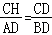 CH/AD = CD/BD